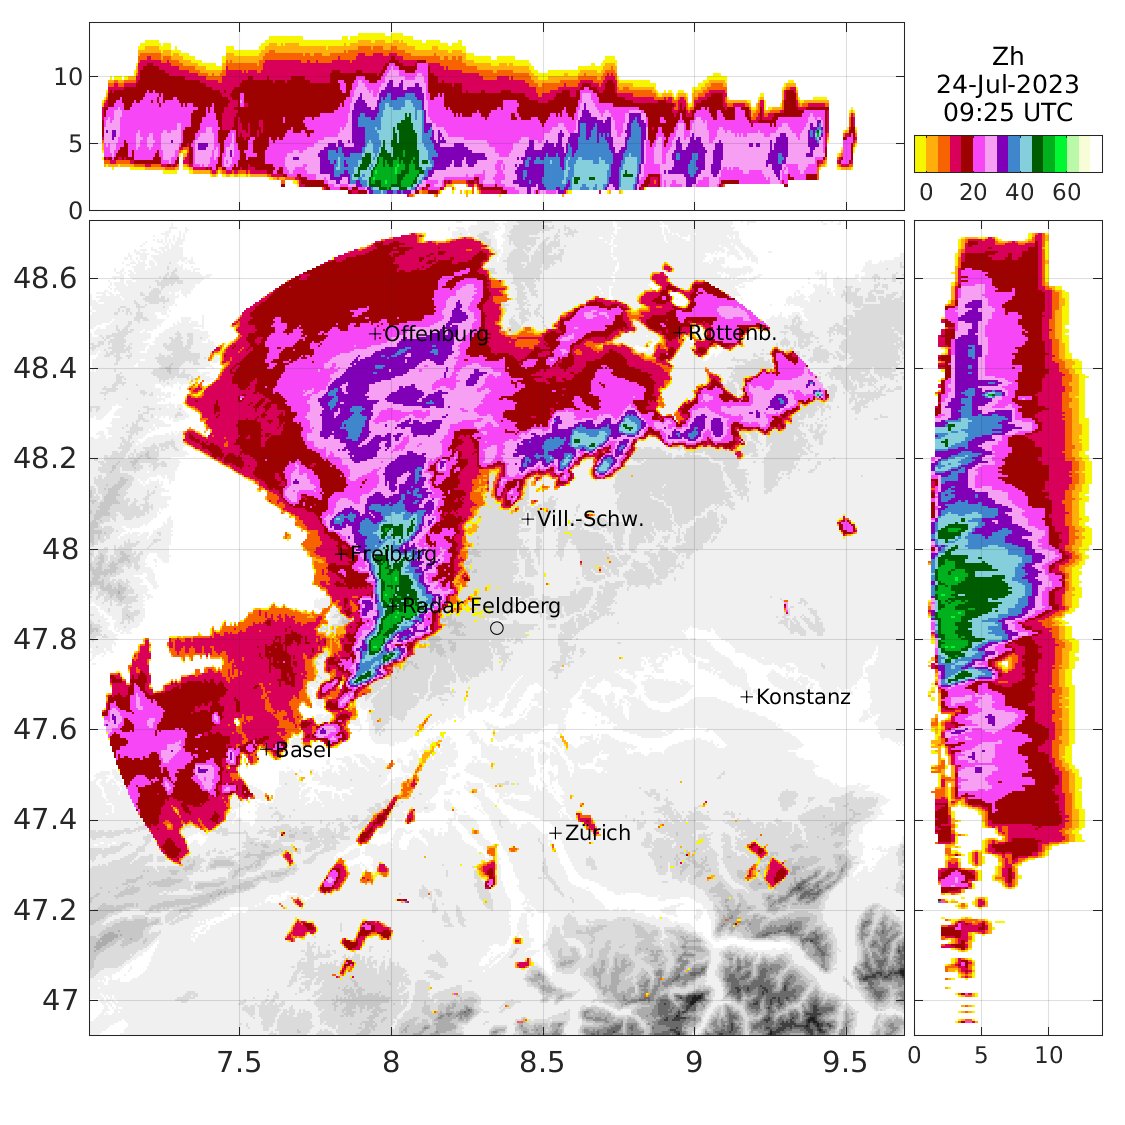 Zh
24-Jul-2023
09:25 UTC
0 20 40 60
10
5
0
48.6
48.4
48.2
48
47.8
47.6
47.4
47.2
47
+Offenburg
+Rottenb.
+Vill.-Schw.
+Freiburg
+Radar Feldberg
+Konstanz
+Basel
+Zürich
7.5 8 8.5 9 9.5
0 5 10